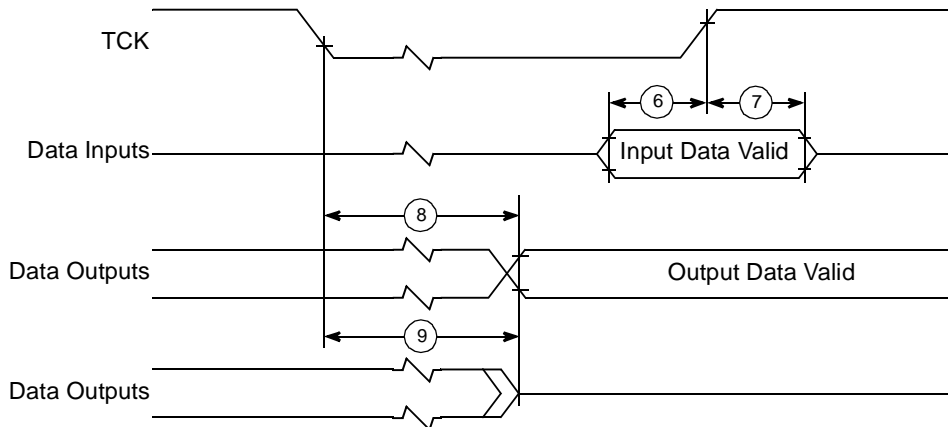 TCK
6
7
Data Inputs
Input Data Valid
8
Data Outputs
Output Data Valid
9
Data Outputs